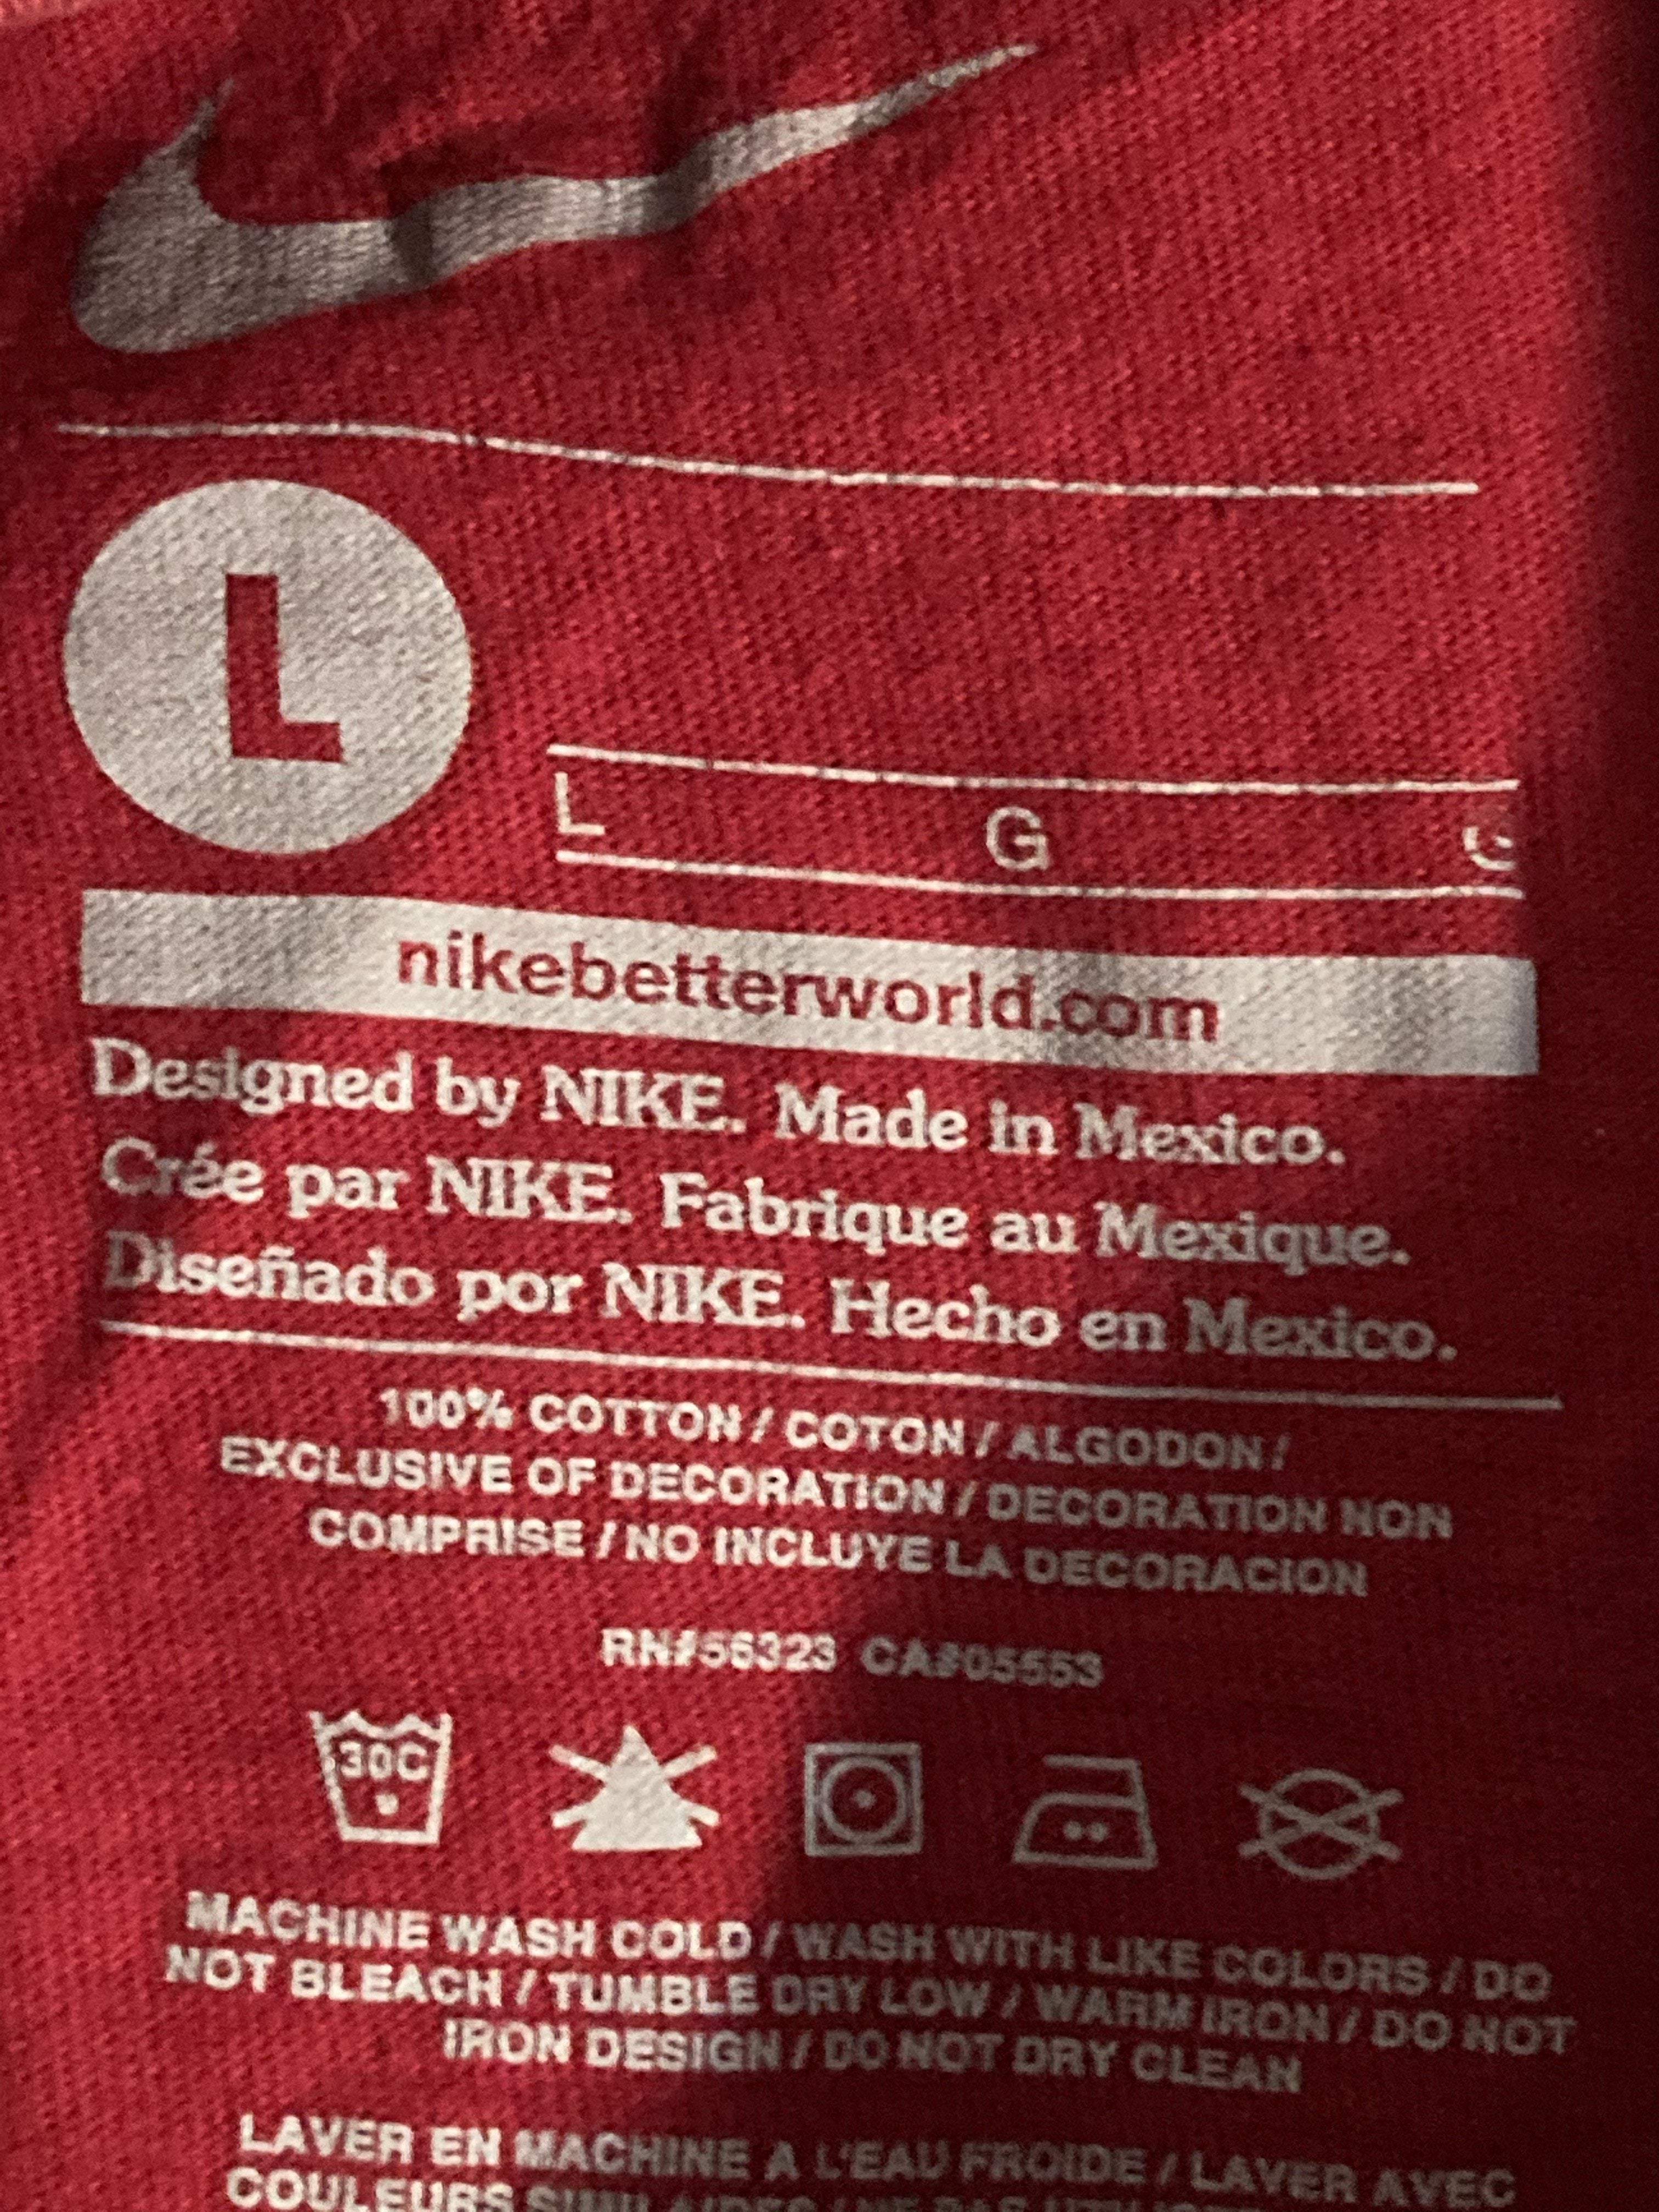 L
L G G
nikebetterworld.com
Designed by NIKE. Made in Mexico.
Crée par NIKE. Fabrique au Mexique.
Diseñado por NIKE. Hecho en Mexico.
100% COTTON / COTON / ALGODON /
EXCLUSIVE OF DECORATION / DECORATION NON
COMPRISE / NO INCLUYE LA DECORACION
RN#56323 CA#05553
30C
MACHINE WASH COLD / WASH WITH LIKE COLORS / DO
NOT BLEACH / TUMBLE DRY LOW / WARM IRON / DO NOT
IRON DESIGN / DO NOT DRY CLEAN
LAVER EN MACHINE A L'EAU FROIDE / LAVER AVEC
COULEURS SIMILAIRES / NE PAS